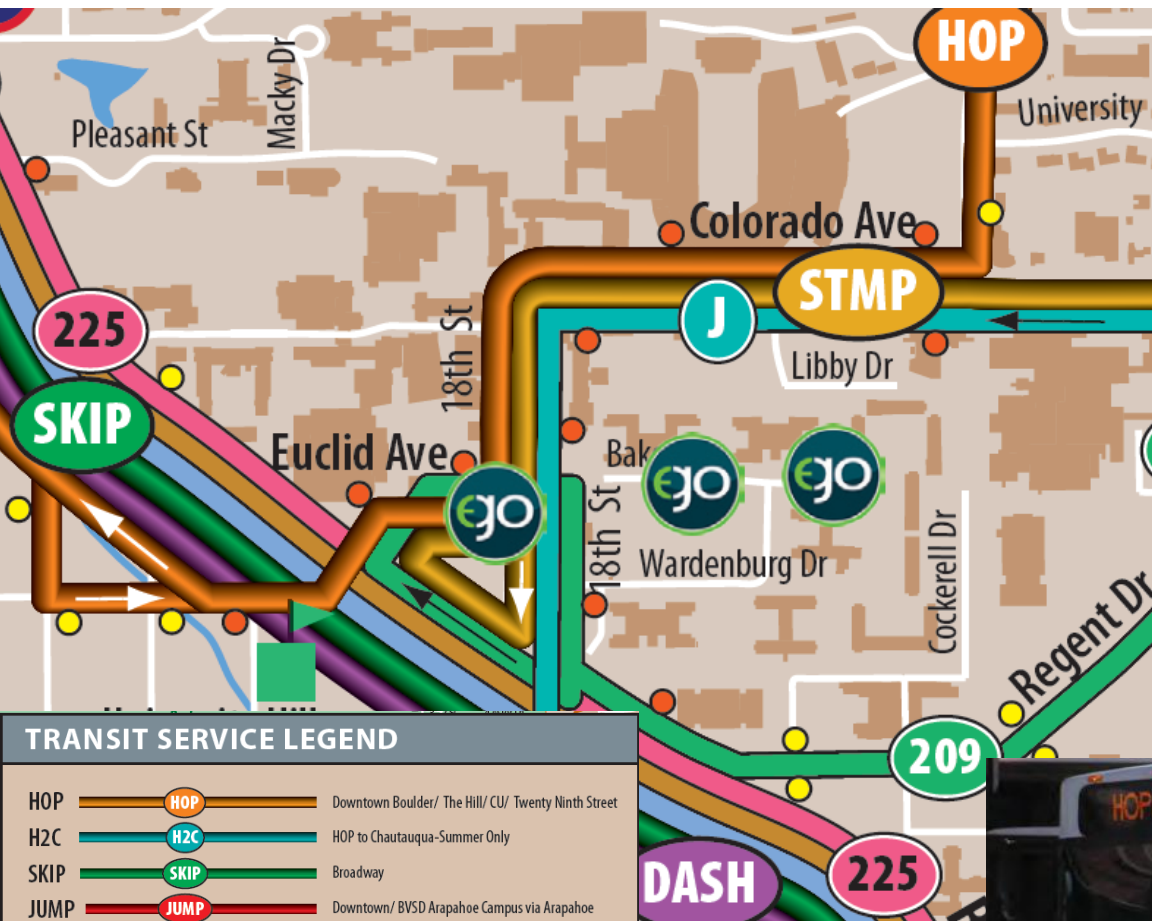 HOP
Macky Dr
University
Pleasant St
Colorado Ave
STMP
J
225
18th St
Libby Dr
SKIP
Euclid Ave
ego
ego
ego
18th St
Wardenburg Dr
Cockerell Dr
Regent Dr
209
TRANSIT SERVICE LEGEND
HOP HOP Downtown Boulder/ The Hill/ CU/ Twenty Ninth Street
H2C H2C HOP to Chautauqua-Summer Only
SKIP SKIP Broadway
JUMP JUMP Downtown/ BVSD Arapahoe Campus via Arapahoe
DASH
225
HOP